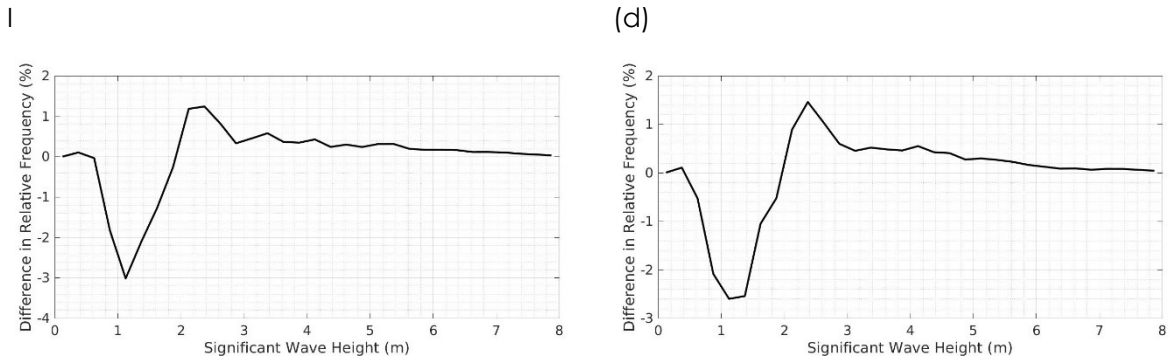 l
(d)
Difference in Relative Frequency (%)
2
1
0
-1
-2
-3
-4
0 1 2 3 4 5 6 7 8
Significant Wave Height (m)
Difference in Relative Frequency (%)
2
1
0
-1
-2
-3
0 1 2 3 4 5 6 7 8
Significant Wave Height (m)